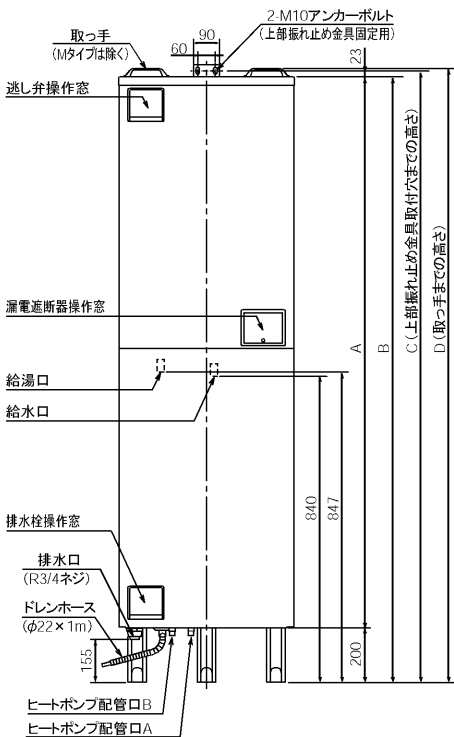 90
2-M10アンカーボルト
(上部振れ止め金具固定用)
取っ手
(Mタイプは除く)
60
23
逃し弁操作窓
漏電遮断器操作窓
給湯口
給水口
排水栓操作窓
排水口
(R3/4ネジ)
ドレンホース
(φ22×1m)
155
ヒートポンプ配管口B
ヒートポンプ配管口A
840
847
A
200
B
C(上部振れ止め金具取付穴までの高さ)
D(取っ手までの高さ)